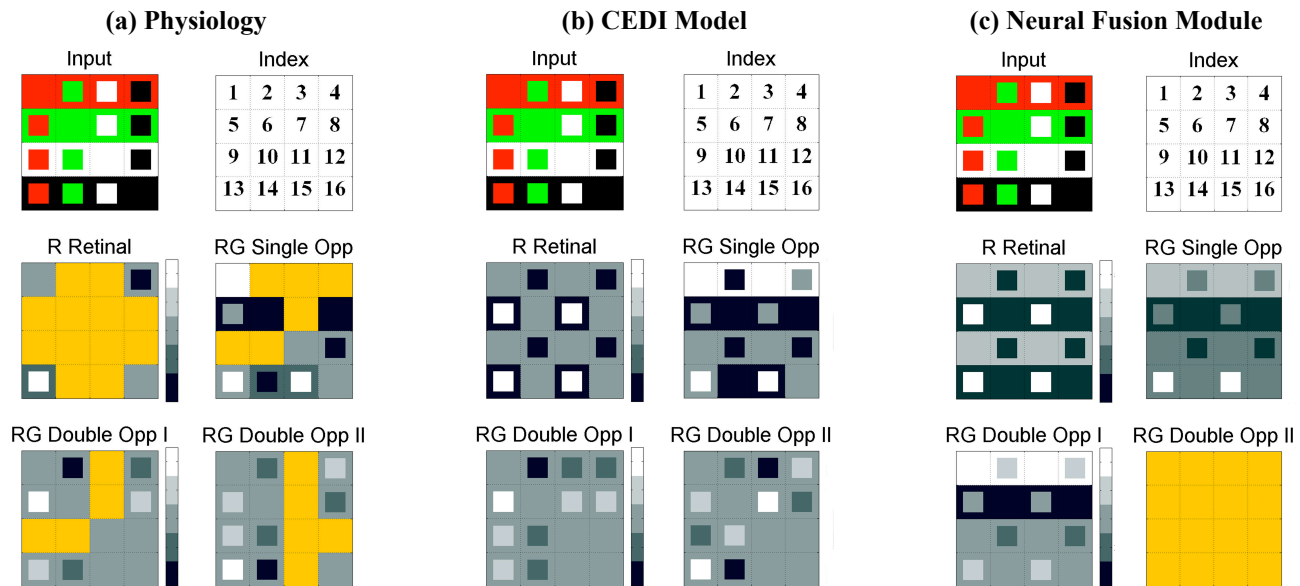 (a) Physiology
(b) CEDI Model
(c) Neural Fusion Module
Input
Index
Input
Index
Input
Index
1 2 3 4
5 6 7 8
9 10 11 12
13 14 15 16
1 2 3 4
5 6 7 8
9 10 11 12
13 14 15 16
1 2 3 4
5 6 7 8
9 10 11 12
13 14 15 16
R Retinal
RG Single Opp
R Retinal
RG Single Opp
R Retinal
RG Single Opp
RG Double Opp I
RG Double Opp II
RG Double Opp I
RG Double Opp II
RG Double Opp I
RG Double Opp II